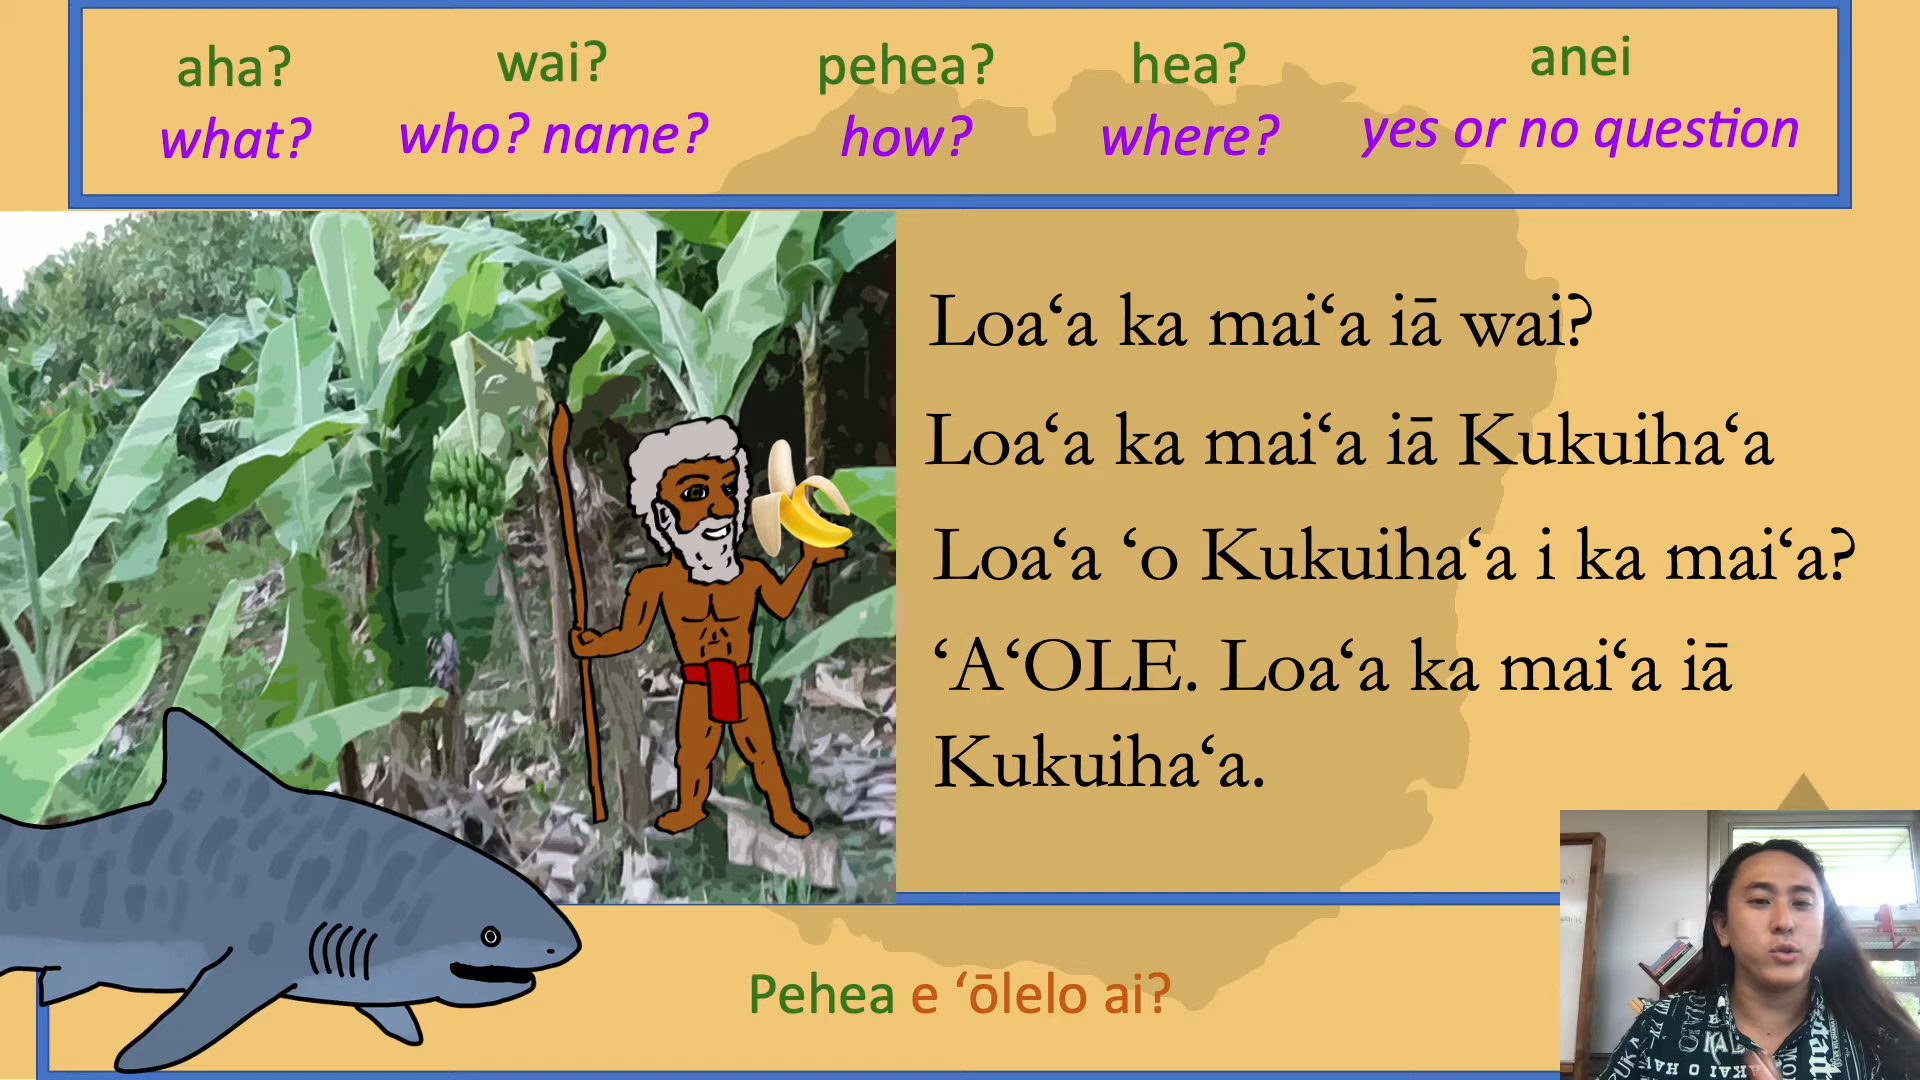 aha? wai? pehea? hea? anei
what? who? name? how? where? yes or no question
Loaʻa ka maiʻa iā wai?
Loaʻa ka maiʻa iā Kukuihaʻa
Loaʻa ʻo Kukuihaʻa i ka maiʻa?
ʻAʻOLE. Loaʻa ka maiʻa iā
Kukuihaʻa.
Pehea e ʻōlelo ai?